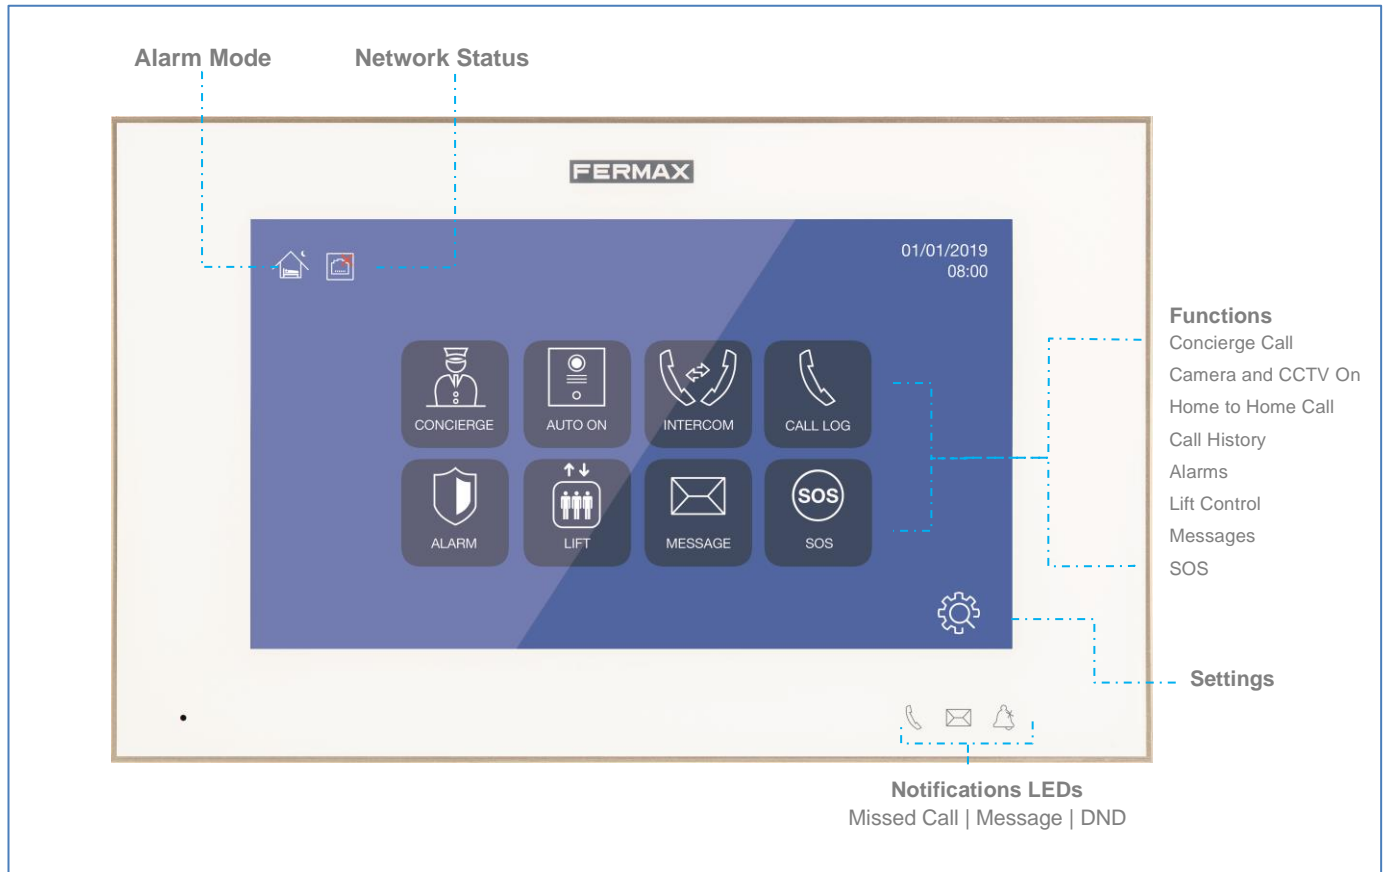 Alarm Mode
Network Status
FERMAX
01/01/2019
08:00
CONCIERGE
AUTO ON
INTERCOM
CALL LOG
ALARM
LIFT
MESSAGE
SOS
SOS
Functions
Concierge Call
Camera and CCTV On
Home to Home Call
Call History
Alarms
Lift Control
Messages
SOS
Settings
Notifications LEDs
Missed Call | Message | DND